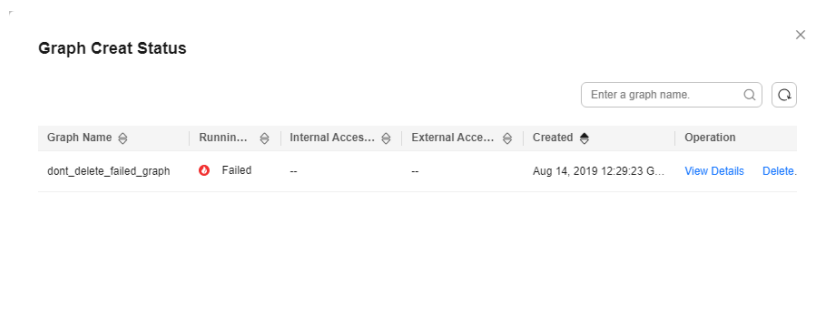 Graph Creat Status
Enter a graph name.
Graph Name Runnin... Internal Acces... External Acce... Created Operation
dont_delete_failed_graph Failed -- -- Aug 14, 2019 12:29:23 G... View Details Delete.